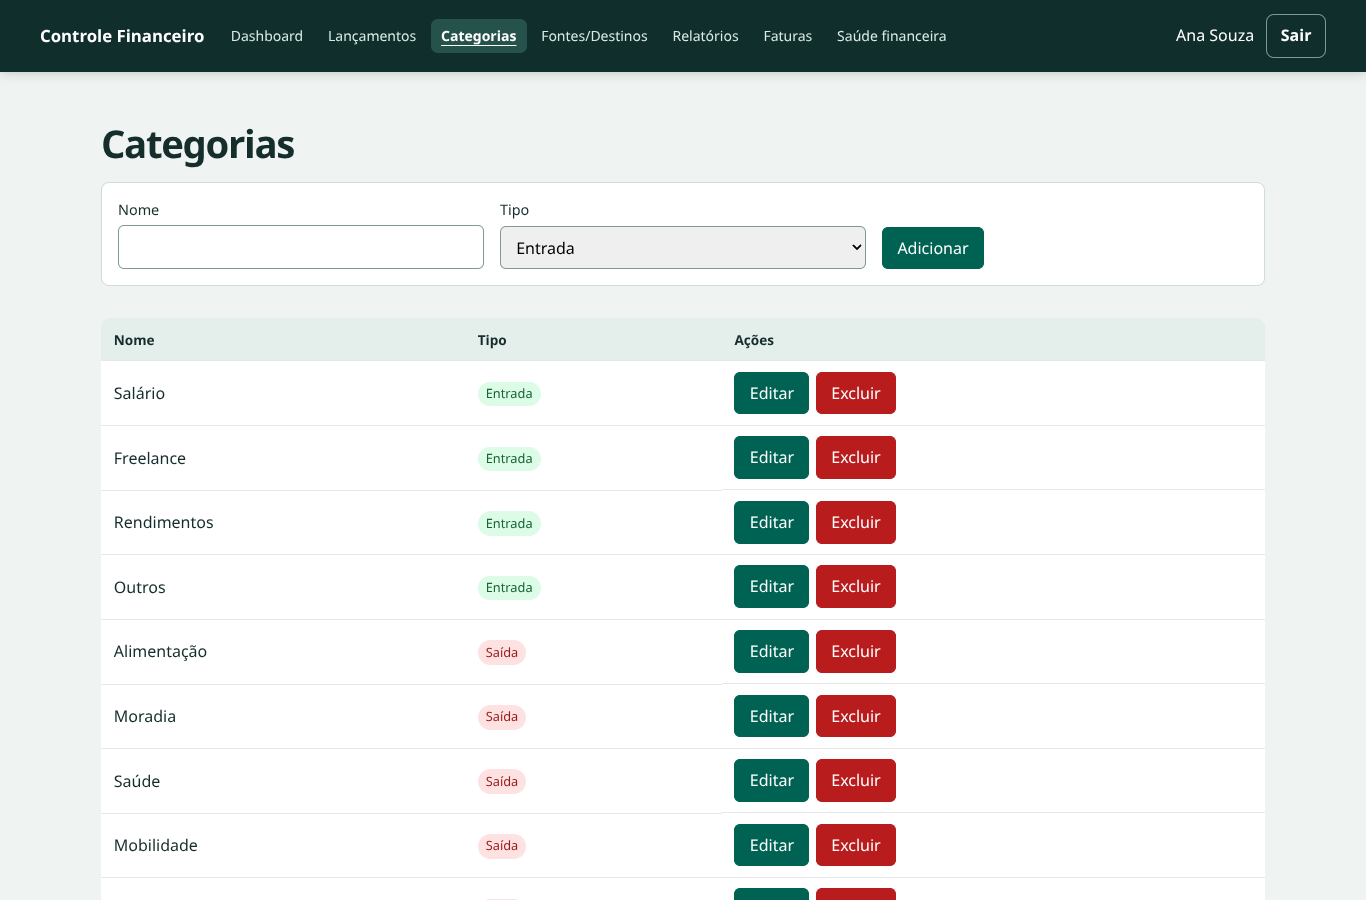 Controle Financeiro Dashboard Lançamentos Categorias Fontes/Destinos Relatórios Faturas Saúde financeira Ana Souza Sair
Categorias
Nome Tipo
Entrada Adicionar
Nome Tipo Ações
Salário Entrada Editar Excluir
Freelance Entrada Editar Excluir
Rendimentos Entrada Editar Excluir
Outros Entrada Editar Excluir
Alimentação Saída Editar Excluir
Moradia Saída Editar Excluir
Saúde Saída Editar Excluir
Mobilidade Saída Editar Excluir